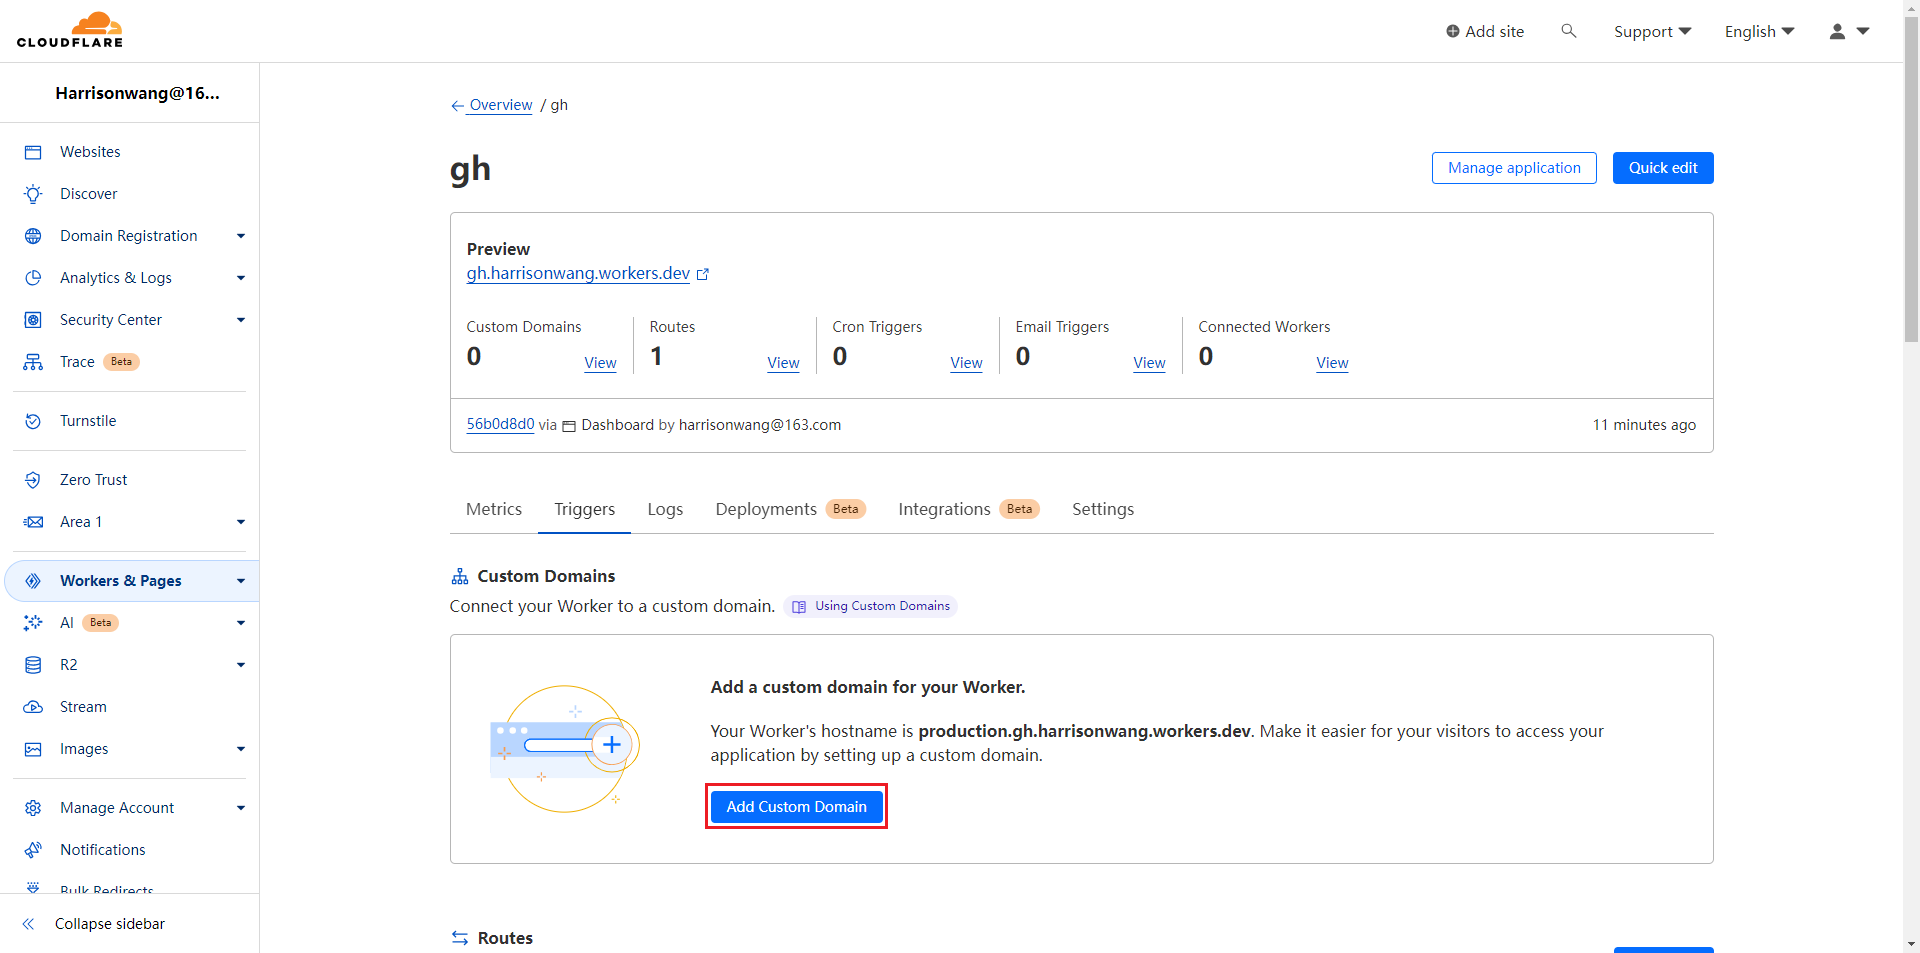 CLOUDFLARE
Add site
Support
English
Harrisonwang@16...
Websites
Discover
Domain Registration
Analytics & Logs
Security Center
Trace Beta
Turnstile
Zero Trust
Area 1
Workers & Pages
AI Beta
R2
Stream
Images
Manage Account
Notifications
Bulk Redirects
Collapse sidebar
← Overview / gh
gh
Manage application
Quick edit
Preview
gh.harrisonwang.workers.dev
Custom Domains Routes Cron Triggers Email Triggers Connected Workers
0 View 1 View 0 View 0 View 0 View
56b0d8d0 via Dashboard by harrisonwang@163.com 11 minutes ago
Metrics Triggers Logs Deployments Beta Integrations Beta Settings
Custom Domains
Connect your Worker to a custom domain. Using Custom Domains
Add a custom domain for your Worker.
Your Worker's hostname is production.gh.harrisonwang.workers.dev. Make it easier for your visitors to access your
application by setting up a custom domain.
Add Custom Domain
Routes